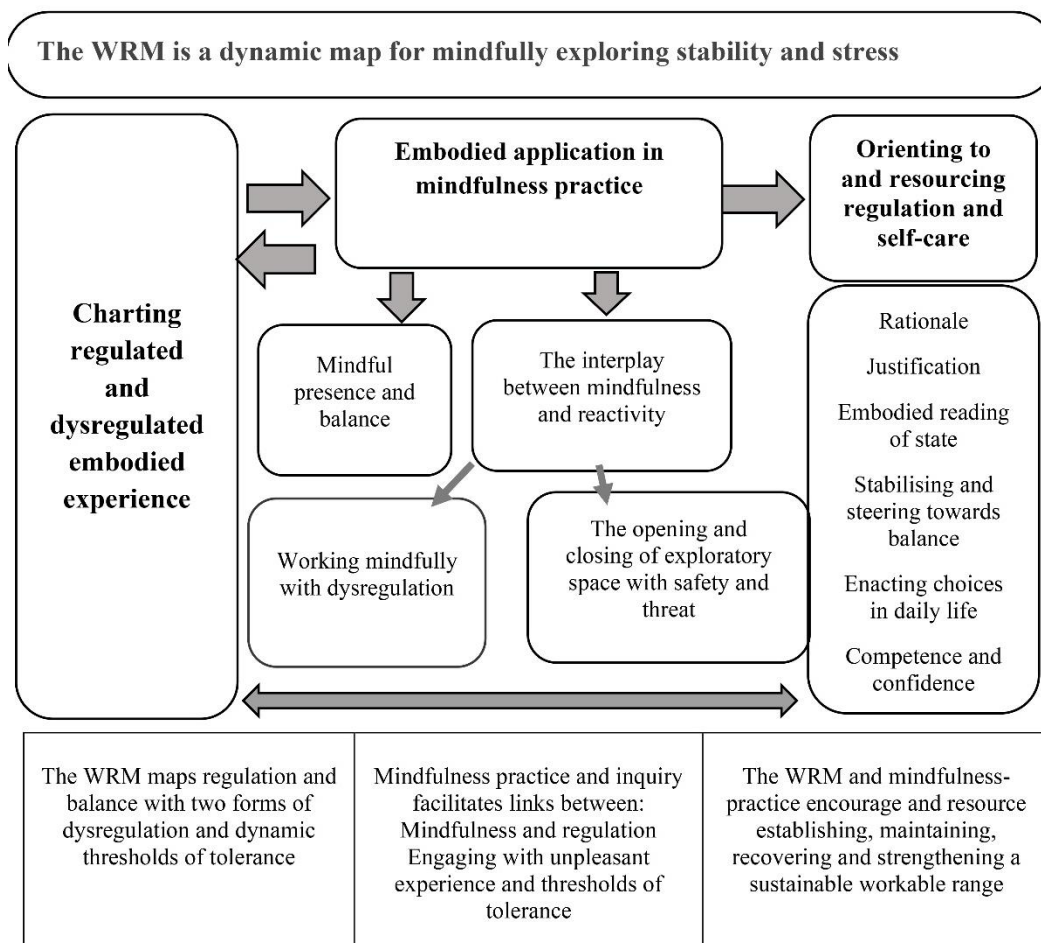 The WRM is a dynamic map for mindfully exploring stability and stress
Charting
regulated
and
dysregulated
embodied
experience
Embodied application in
mindfulness practice
Mindful
presence and
balance
The interplay
between mindfulness
and reactivity
Working mindfully
with dysregulation
The opening and
closing of exploratory
space with safety and
threat
Orienting to
and resourcing
regulation and
self-care
Rationale
Justification
Embodied reading
of state
Stabilising and
steering towards
balance
Enacting choices
in daily life
Competence and
confidence
The WRM maps regulation and
balance with two forms of
dysregulation and dynamic
thresholds of tolerance
Mindfulness practice and inquiry
facilitates links between:
Mindfulness and regulation
Engaging with unpleasant
experience and thresholds of
tolerance
The WRM and mindfulness-
practice encourage and resource
establishing, maintaining,
recovering and strengthening a
sustainable workable range